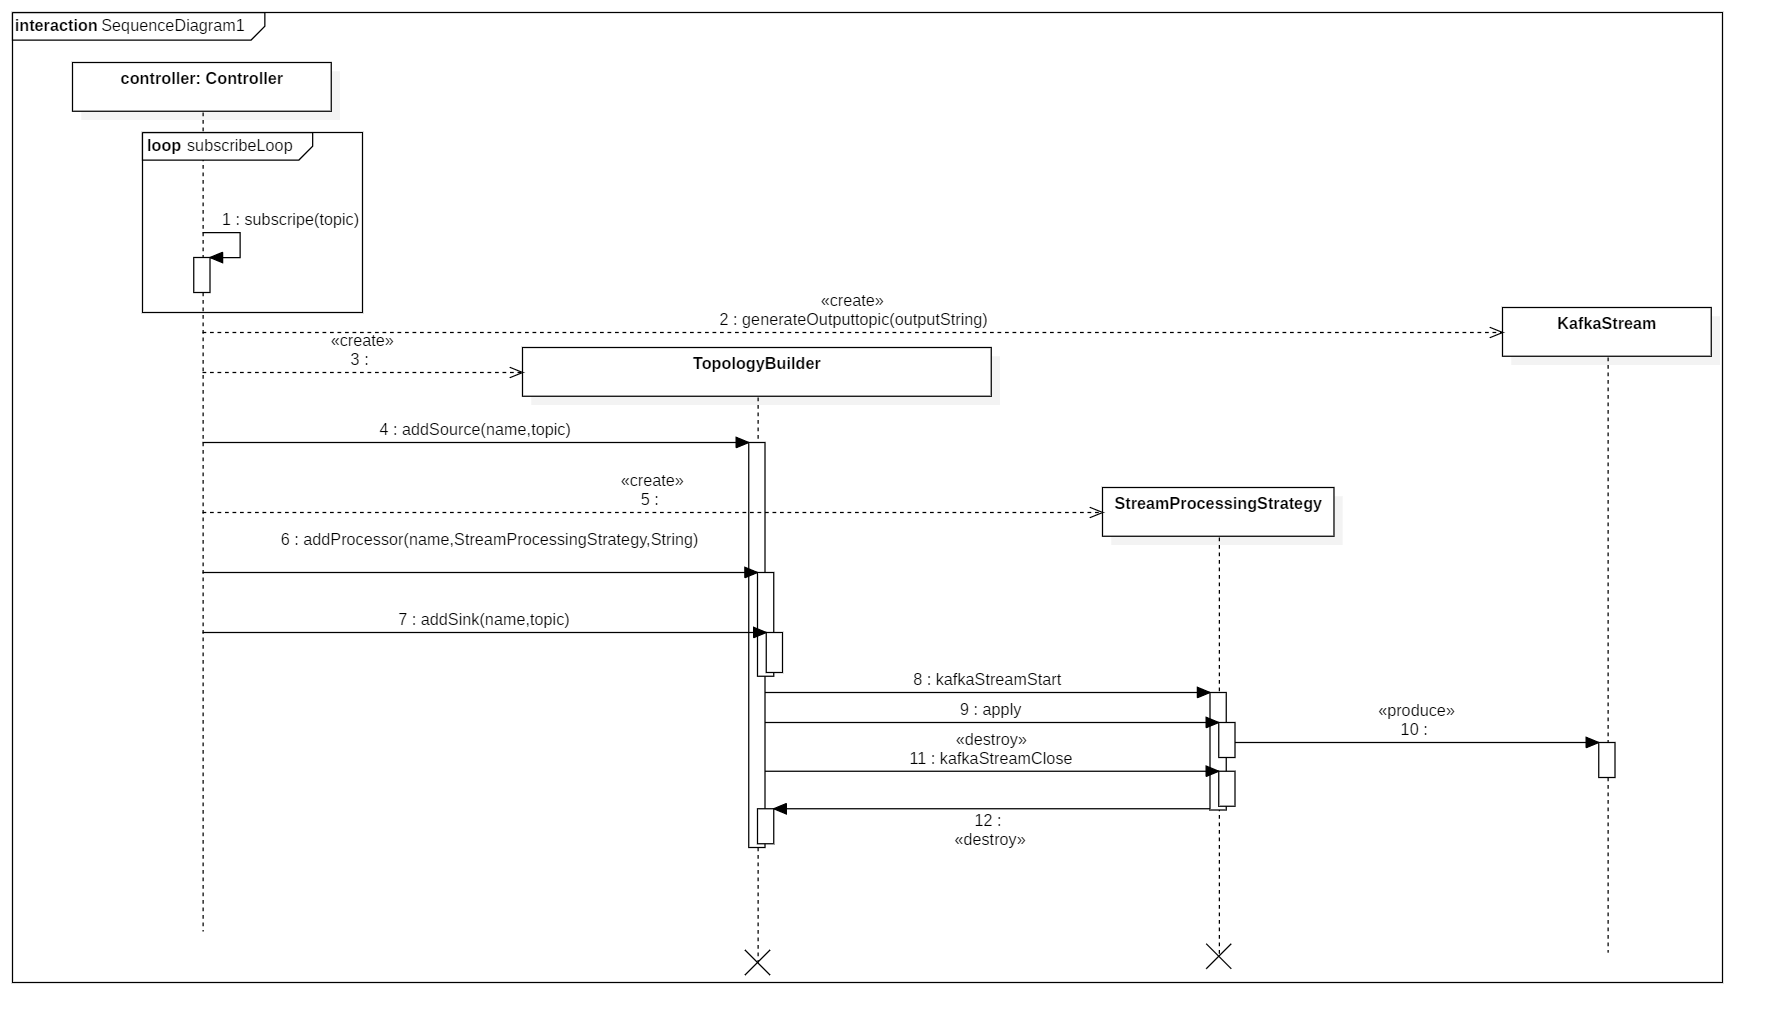 interaction SequenceDiagram1
controller: Controller
loop subscribeLoop
1 : subscripe(topic)
«create»
2 : generateOutputtopic(outputString)
KafkaStream
«create»
3 :
TopologyBuilder
4 : addSource(name,topic)
«create»
5 :
StreamProcessingStrategy
6 : addProcessor(name,StreamProcessingStrategy,String)
7 : addSink(name,topic)
8 : kafkaStreamStart
9 : apply
«produce»
10 :
«destroy»
11 : kafkaStreamClose
12 :
«destroy»